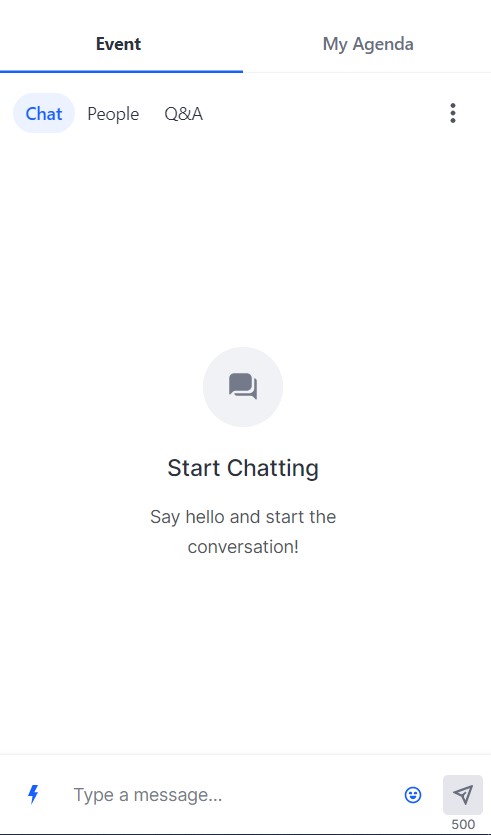 Event
My Agenda
Chat
People
Q&A
Start Chatting
Say hello and start the
conversation!
Type a message...
500